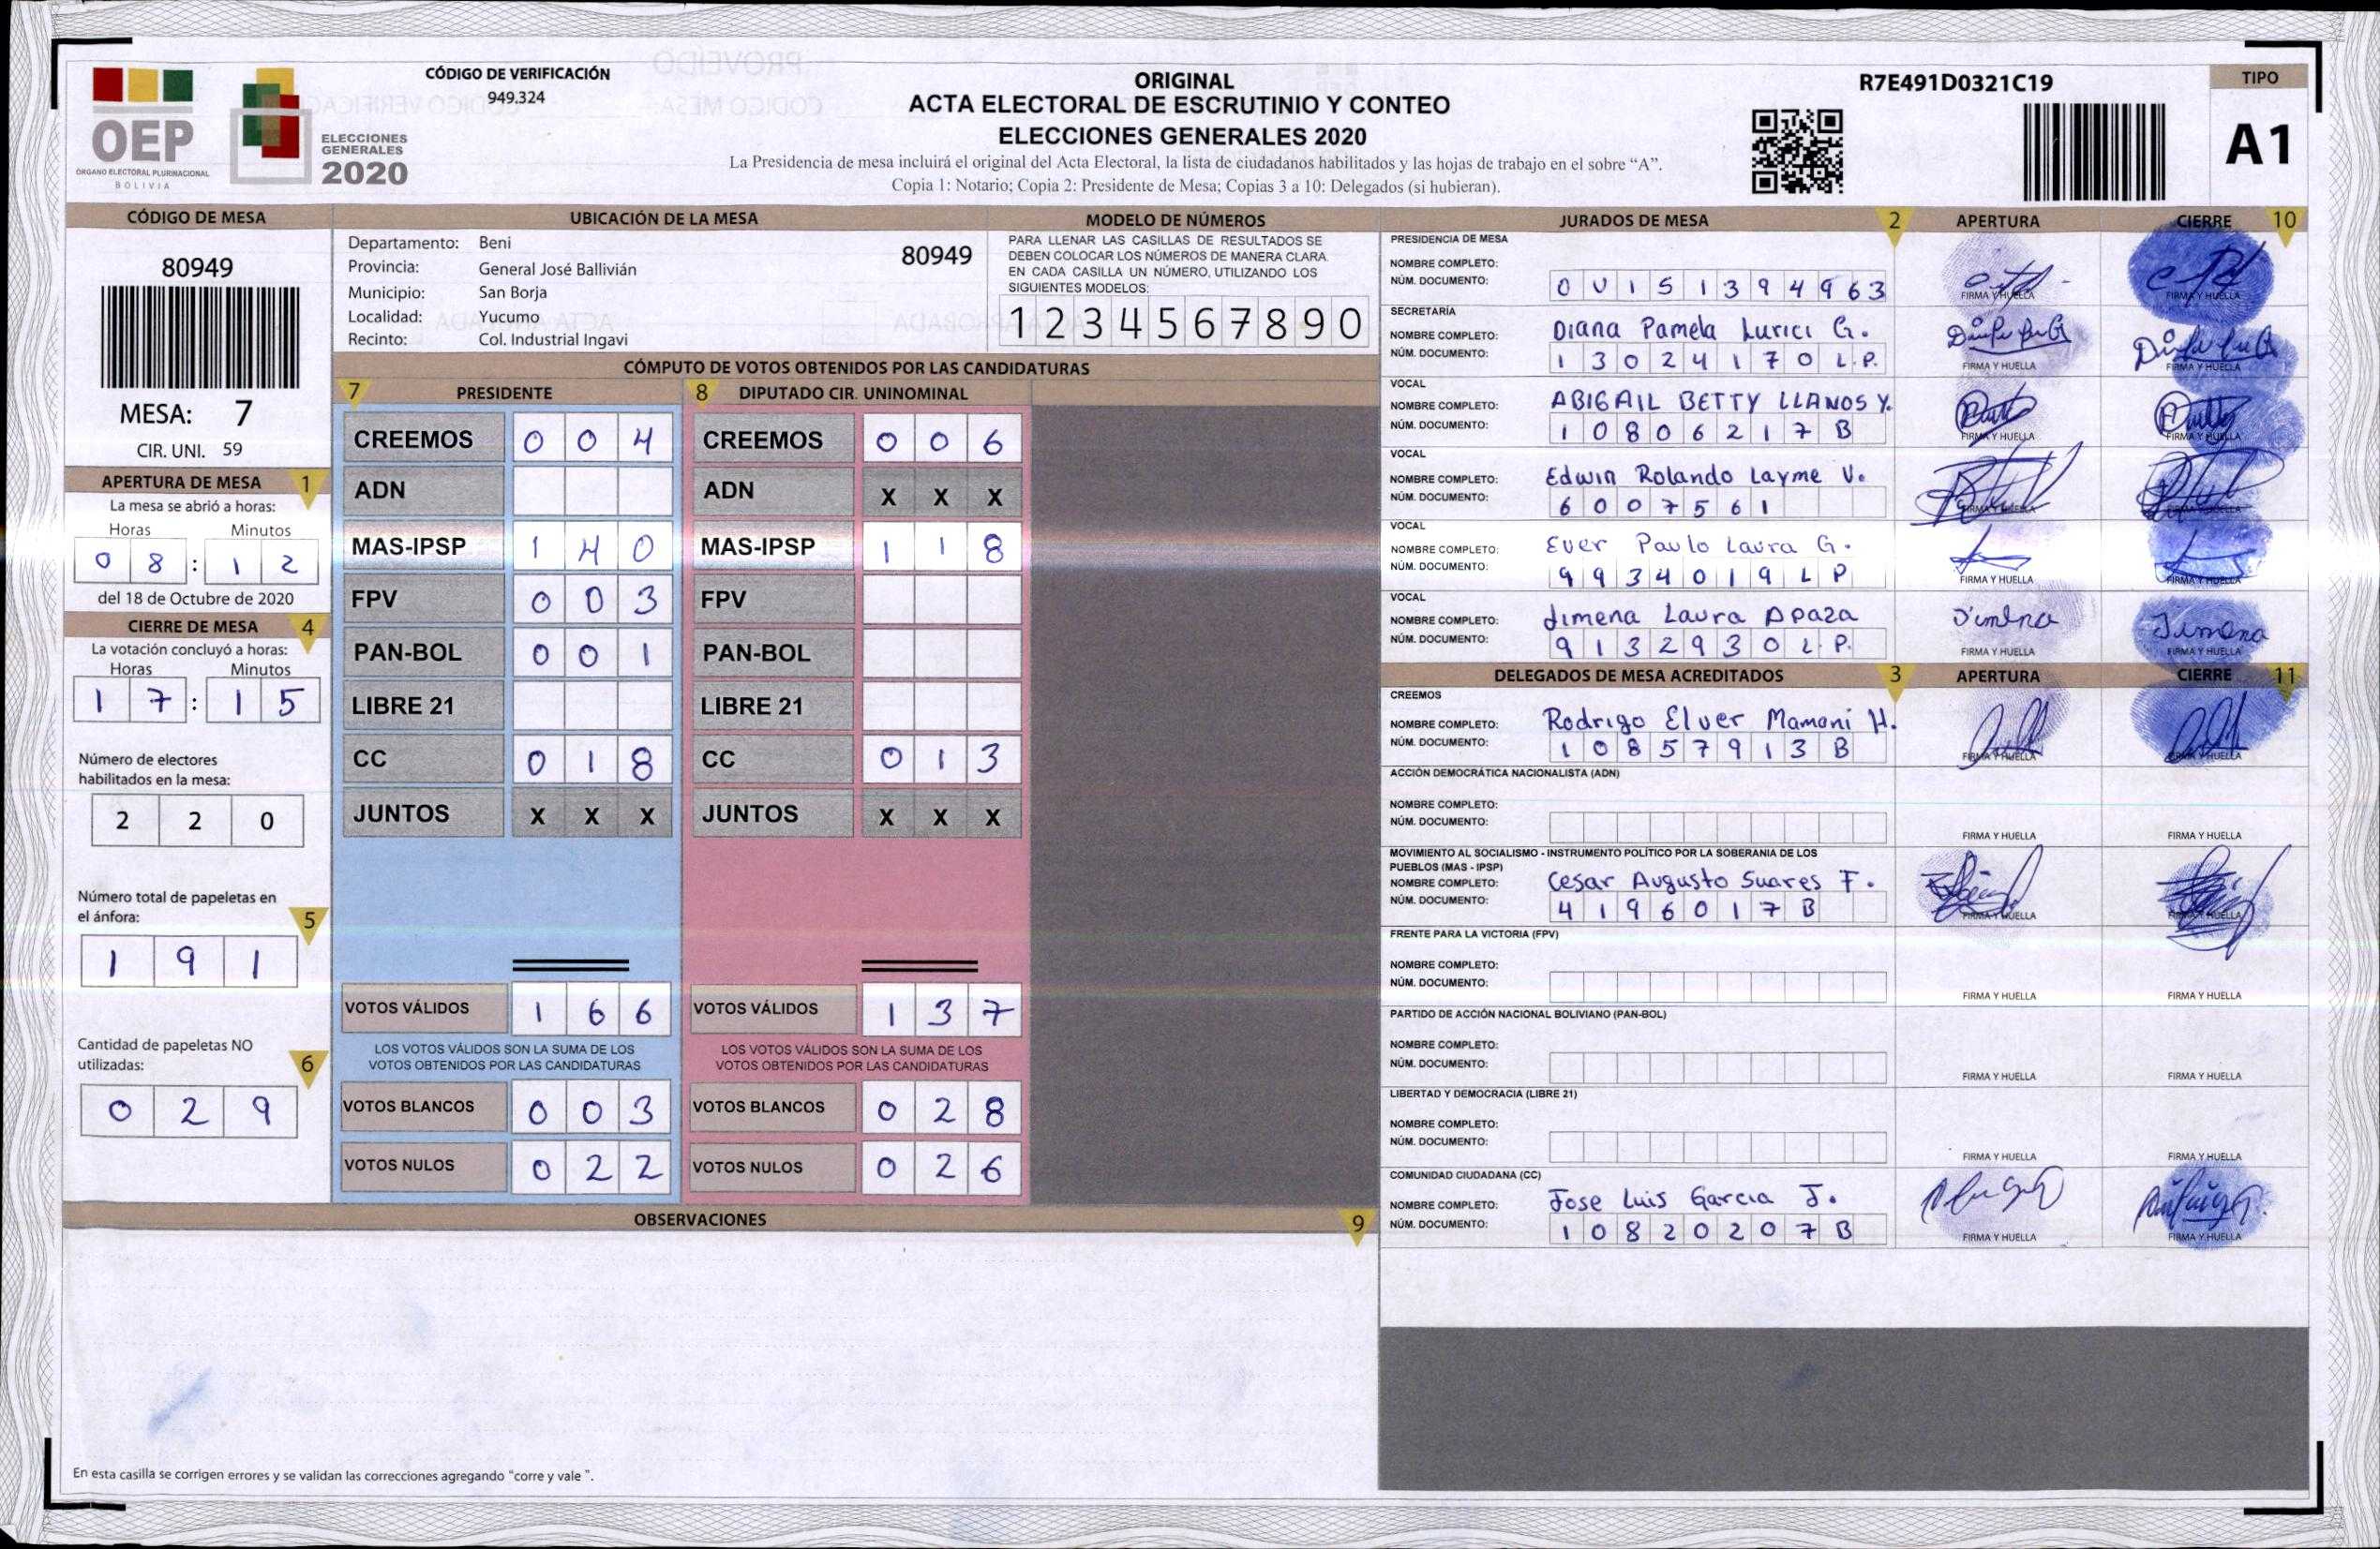 CÓDIGO DE VERIFICACIÓN
949.324
OEP
ÓRGANO ELECTORAL PLURINACIONAL
BOLIVIA
ELECCIONES
GENERALES
2020
ORIGINAL
ACTA ELECTORAL DE ESCRUTINIO Y CONTEO
ELECCIONES GENERALES 2020
La Presidencia de mesa incluirá el original del Acta Electoral, la lista de ciudadanos habilitados y las hojas de trabajo en el sobre “A”.
Copia 1: Notario; Copia 2: Presidente de Mesa; Copias 3 a 10: Delegados (si hubieran).
R7E491D0321C19
TIPO
A1
CÓDIGO DE MESA
80949
MESA: 7
CIR. UNI. 59
APERTURA DE MESA 1
La mesa se abrió a horas:
Horas Minutos
0 8 : 1 2
del 18 de Octubre de 2020
CIERRE DE MESA 4
La votación concluyó a horas:
Horas Minutos
1 7 : 1 5
Número de electores
habilitados en la mesa:
2 2 0
Número total de papeletas en
el ánfora: 5
1 9 1
Cantidad de papeletas NO
utilizadas: 6
0 2 9
UBICACIÓN DE LA MESA
Departamento: Beni 80949
Provincia: General José Ballivián
Municipio: San Borja
Localidad: Yucumo
Recinto: Col. Industrial Ingavi
MODELO DE NÚMEROS
PARA LLENAR LAS CASILLAS DE RESULTADOS SE
DEBEN COLOCAR LOS NÚMEROS DE MANERA CLARA.
EN CADA CASILLA UN NÚMERO, UTILIZANDO LOS
SIGUIENTES MODELOS:
1 2 3 4 5 6 7 8 9 0
CÓMPUTO DE VOTOS OBTENIDOS POR LAS CANDIDATURAS
7 PRESIDENTE
CREEMOS 0 0 4
ADN
MAS-IPSP 1 4 0
FPV 0 0 3
PAN-BOL 0 0 1
LIBRE 21
CC 0 1 8
JUNTOS X X X
VOTOS VÁLIDOS 1 6 6
LOS VOTOS VÁLIDOS SON LA SUMA DE LOS
VOTOS OBTENIDOS POR LAS CANDIDATURAS
VOTOS BLANCOS 0 0 3
VOTOS NULOS 0 2 2
8 DIPUTADO CIR. UNINOMINAL
CREEMOS 0 0 6
ADN X X X
MAS-IPSP 1 1 8
FPV
PAN-BOL
LIBRE 21
CC 0 1 3
JUNTOS X X X
VOTOS VÁLIDOS 1 3 7
LOS VOTOS VÁLIDOS SON LA SUMA DE LOS
VOTOS OBTENIDOS POR LAS CANDIDATURAS
VOTOS BLANCOS 0 2 8
VOTOS NULOS 0 2 6
OBSERVACIONES 9
En esta casilla se corrigen errores y se validan las correcciones agregando "corre y vale ".
JURADOS DE MESA 2 APERTURA CIERRE 10
PRESIDENCIA DE MESA
NOMBRE COMPLETO:
NÚM. DOCUMENTO: 0 U 1 5 1 3 9 4 9 6 3
FIRMA Y HUELLA FIRMA Y HUELLA
SECRETARÍA
NOMBRE COMPLETO: Diana Pamela Lurici G.
NÚM. DOCUMENTO: 1 3 0 2 4 1 7 0 L.P.
FIRMA Y HUELLA FIRMA Y HUELLA
VOCAL
NOMBRE COMPLETO: ABIGAIL BETTY LLANOS Y.
NÚM. DOCUMENTO: 1 0 8 0 6 2 1 7 B
FIRMA Y HUELLA FIRMA Y HUELLA
VOCAL
NOMBRE COMPLETO: Edwin Rolando Layme V.
NÚM. DOCUMENTO: 6 0 0 7 5 6 1
FIRMA Y HUELLA FIRMA Y HUELLA
VOCAL
NOMBRE COMPLETO: Ever Paulo Laura G.
NÚM. DOCUMENTO: 9 9 3 4 0 1 9 L P
FIRMA Y HUELLA FIRMA Y HUELLA
VOCAL
NOMBRE COMPLETO: Jimena Laura Apaza Jimena Jimena
NÚM. DOCUMENTO: 9 1 3 2 9 3 0 L.P.
FIRMA Y HUELLA FIRMA Y HUELLA
DELEGADOS DE MESA ACREDITADOS 3 APERTURA CIERRE 11
CREEMOS
NOMBRE COMPLETO: Rodrigo Elver Mamani H.
NÚM. DOCUMENTO: 1 0 8 5 7 9 1 3 B
FIRMA Y HUELLA FIRMA Y HUELLA
ACCIÓN DEMOCRÁTICA NACIONALISTA (ADN)
NOMBRE COMPLETO:
NÚM. DOCUMENTO:
FIRMA Y HUELLA FIRMA Y HUELLA
MOVIMIENTO AL SOCIALISMO - INSTRUMENTO POLÍTICO POR LA SOBERANIA DE LOS
PUEBLOS (MAS - IPSP)
NOMBRE COMPLETO: Cesar Augusto Suares F.
NÚM. DOCUMENTO: 4 1 9 6 0 1 7 B
FIRMA Y HUELLA FIRMA Y HUELLA
FRENTE PARA LA VICTORIA (FPV)
NOMBRE COMPLETO:
NÚM. DOCUMENTO:
FIRMA Y HUELLA FIRMA Y HUELLA
PARTIDO DE ACCIÓN NACIONAL BOLIVIANO (PAN-BOL)
NOMBRE COMPLETO:
NÚM. DOCUMENTO:
FIRMA Y HUELLA FIRMA Y HUELLA
LIBERTAD Y DEMOCRACIA (LIBRE 21)
NOMBRE COMPLETO:
NÚM. DOCUMENTO:
FIRMA Y HUELLA FIRMA Y HUELLA
COMUNIDAD CIUDADANA (CC)
NOMBRE COMPLETO: Jose Luis Garcia J.
NÚM. DOCUMENTO: 1 0 8 2 0 2 0 7 B
FIRMA Y HUELLA FIRMA Y HUELLA